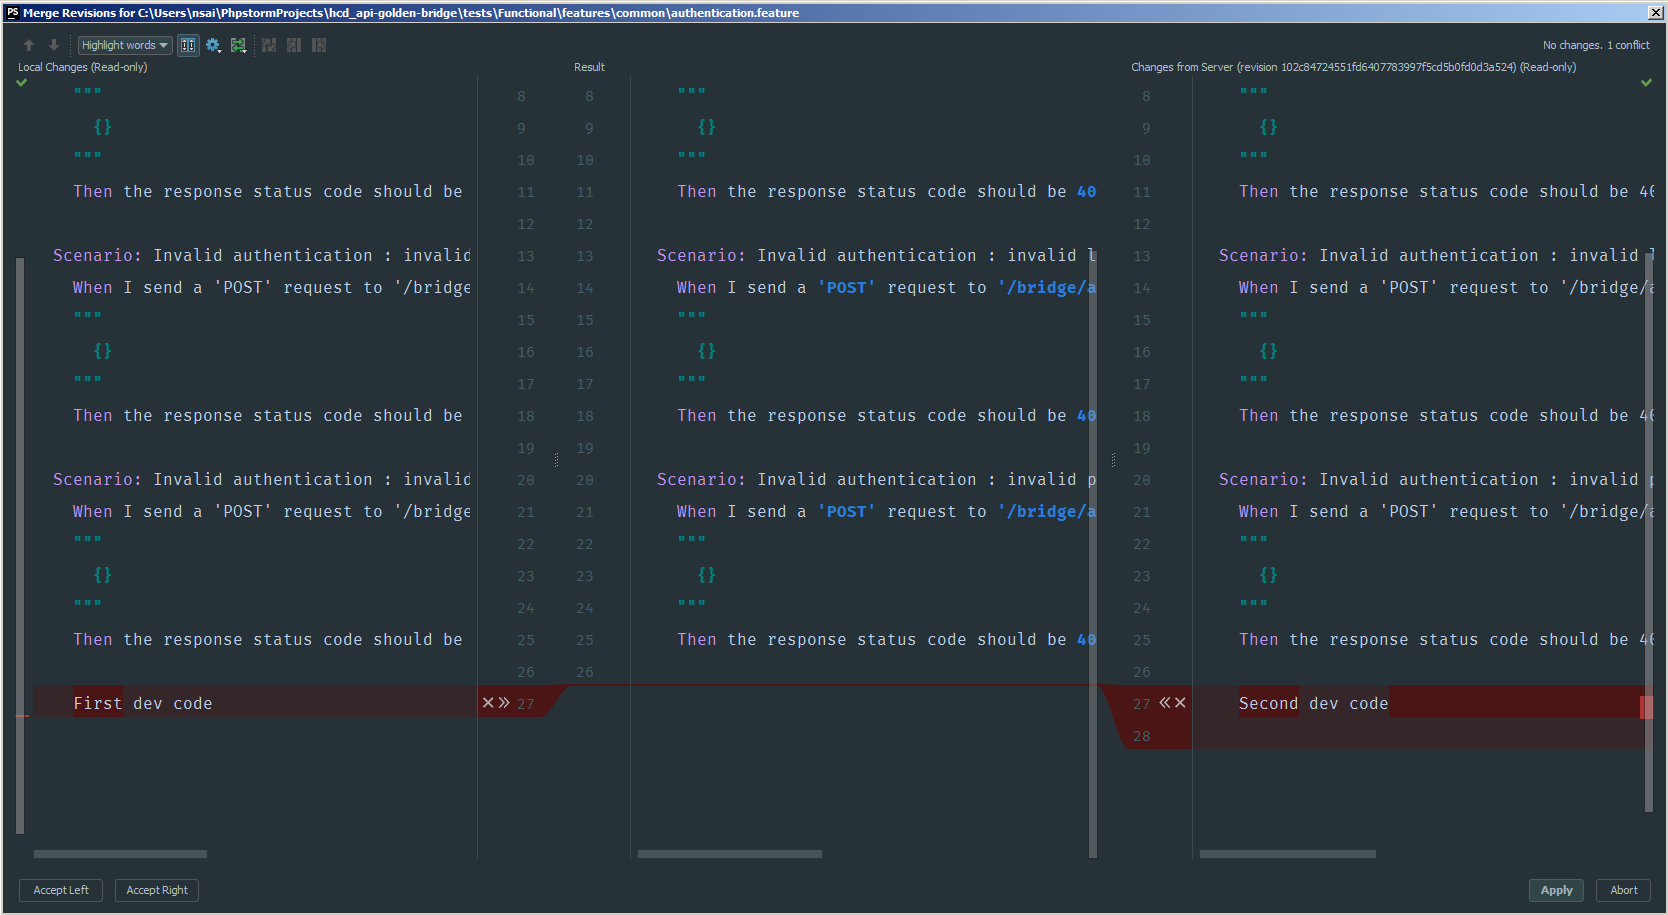 PS Merge Revisions for C:\Users\nsai\PhpstormProjects\hcd_api-golden-bridge\tests\Functional\features\common\authentication.feature
Highlight words
No changes. 1 conflict
Local Changes (Read-only)
Result
Changes from Server (revision 102c84724551fd6407783997f5cd5b0fd0d3a524) (Read-only)
""" 8 8 """ 8 """
{} 9 9 {} 9 {}
""" 10 10 """ 10 """
Then the response status code should be 11 11 Then the response status code should be 40 11 Then the response status code should be 40
12 12 12
Scenario: Invalid authentication : invalid 13 13 Scenario: Invalid authentication : invalid l 13 Scenario: Invalid authentication : invalid l
When I send a 'POST' request to '/bridge 14 14 When I send a 'POST' request to '/bridge/a 14 When I send a 'POST' request to '/bridge/a
""" 15 15 """ 15 """
{} 16 16 {} 16 {}
""" 17 17 """ 17 """
Then the response status code should be 18 18 Then the response status code should be 40 18 Then the response status code should be 40
19 19 19
Scenario: Invalid authentication : invalid 20 20 Scenario: Invalid authentication : invalid p 20 Scenario: Invalid authentication : invalid p
When I send a 'POST' request to '/bridge 21 21 When I send a 'POST' request to '/bridge/a 21 When I send a 'POST' request to '/bridge/a
""" 22 22 """ 22 """
{} 23 23 {} 23 {}
""" 24 24 """ 24 """
Then the response status code should be 25 25 Then the response status code should be 40 25 Then the response status code should be 40
26 26 26
First dev code 27 27 Second dev code
28
Accept Left
Accept Right
Apply
Abort